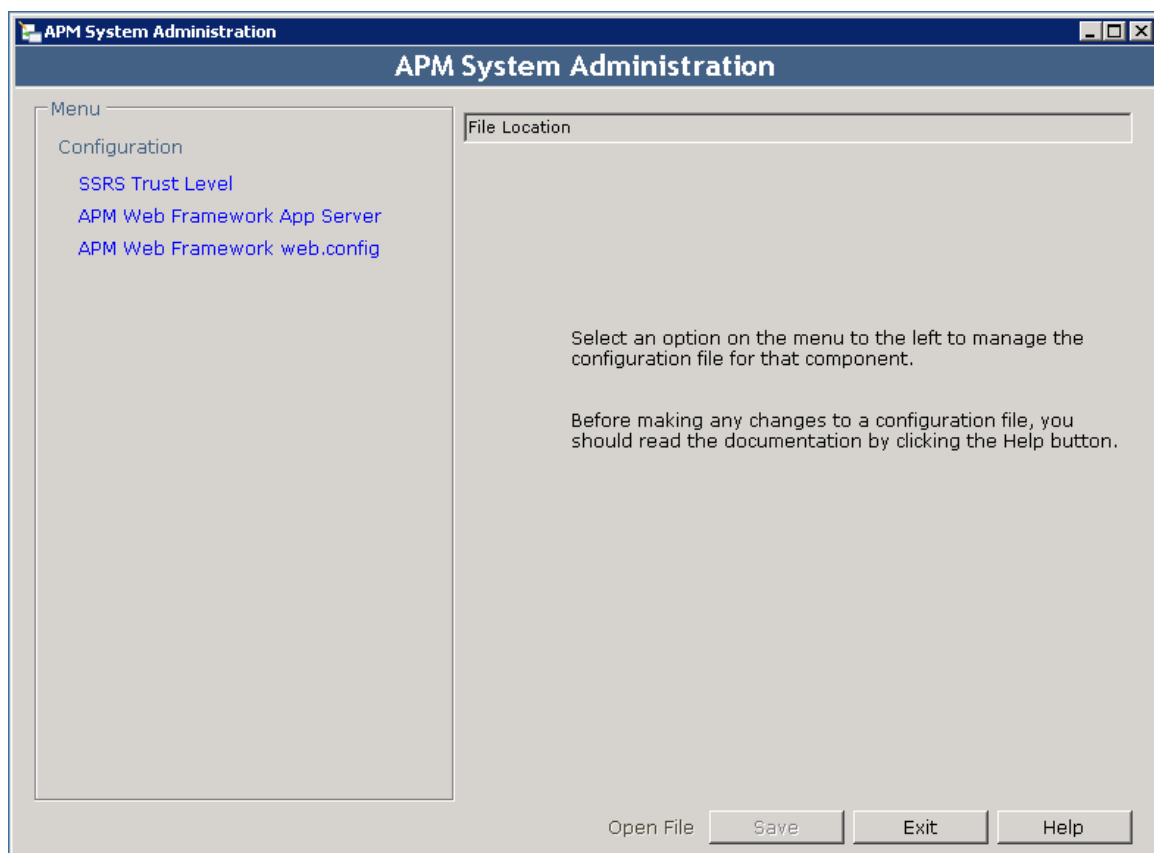 APM System Administration
APM System Administration
Menu
Configuration
SSRS Trust Level
APM Web Framework App Server
APM Web Framework web.config
File Location
Select an option on the menu to the left to manage the
configuration file for that component.
Before making any changes to a configuration file, you
should read the documentation by clicking the Help button.
Open File
Save
Exit
Help